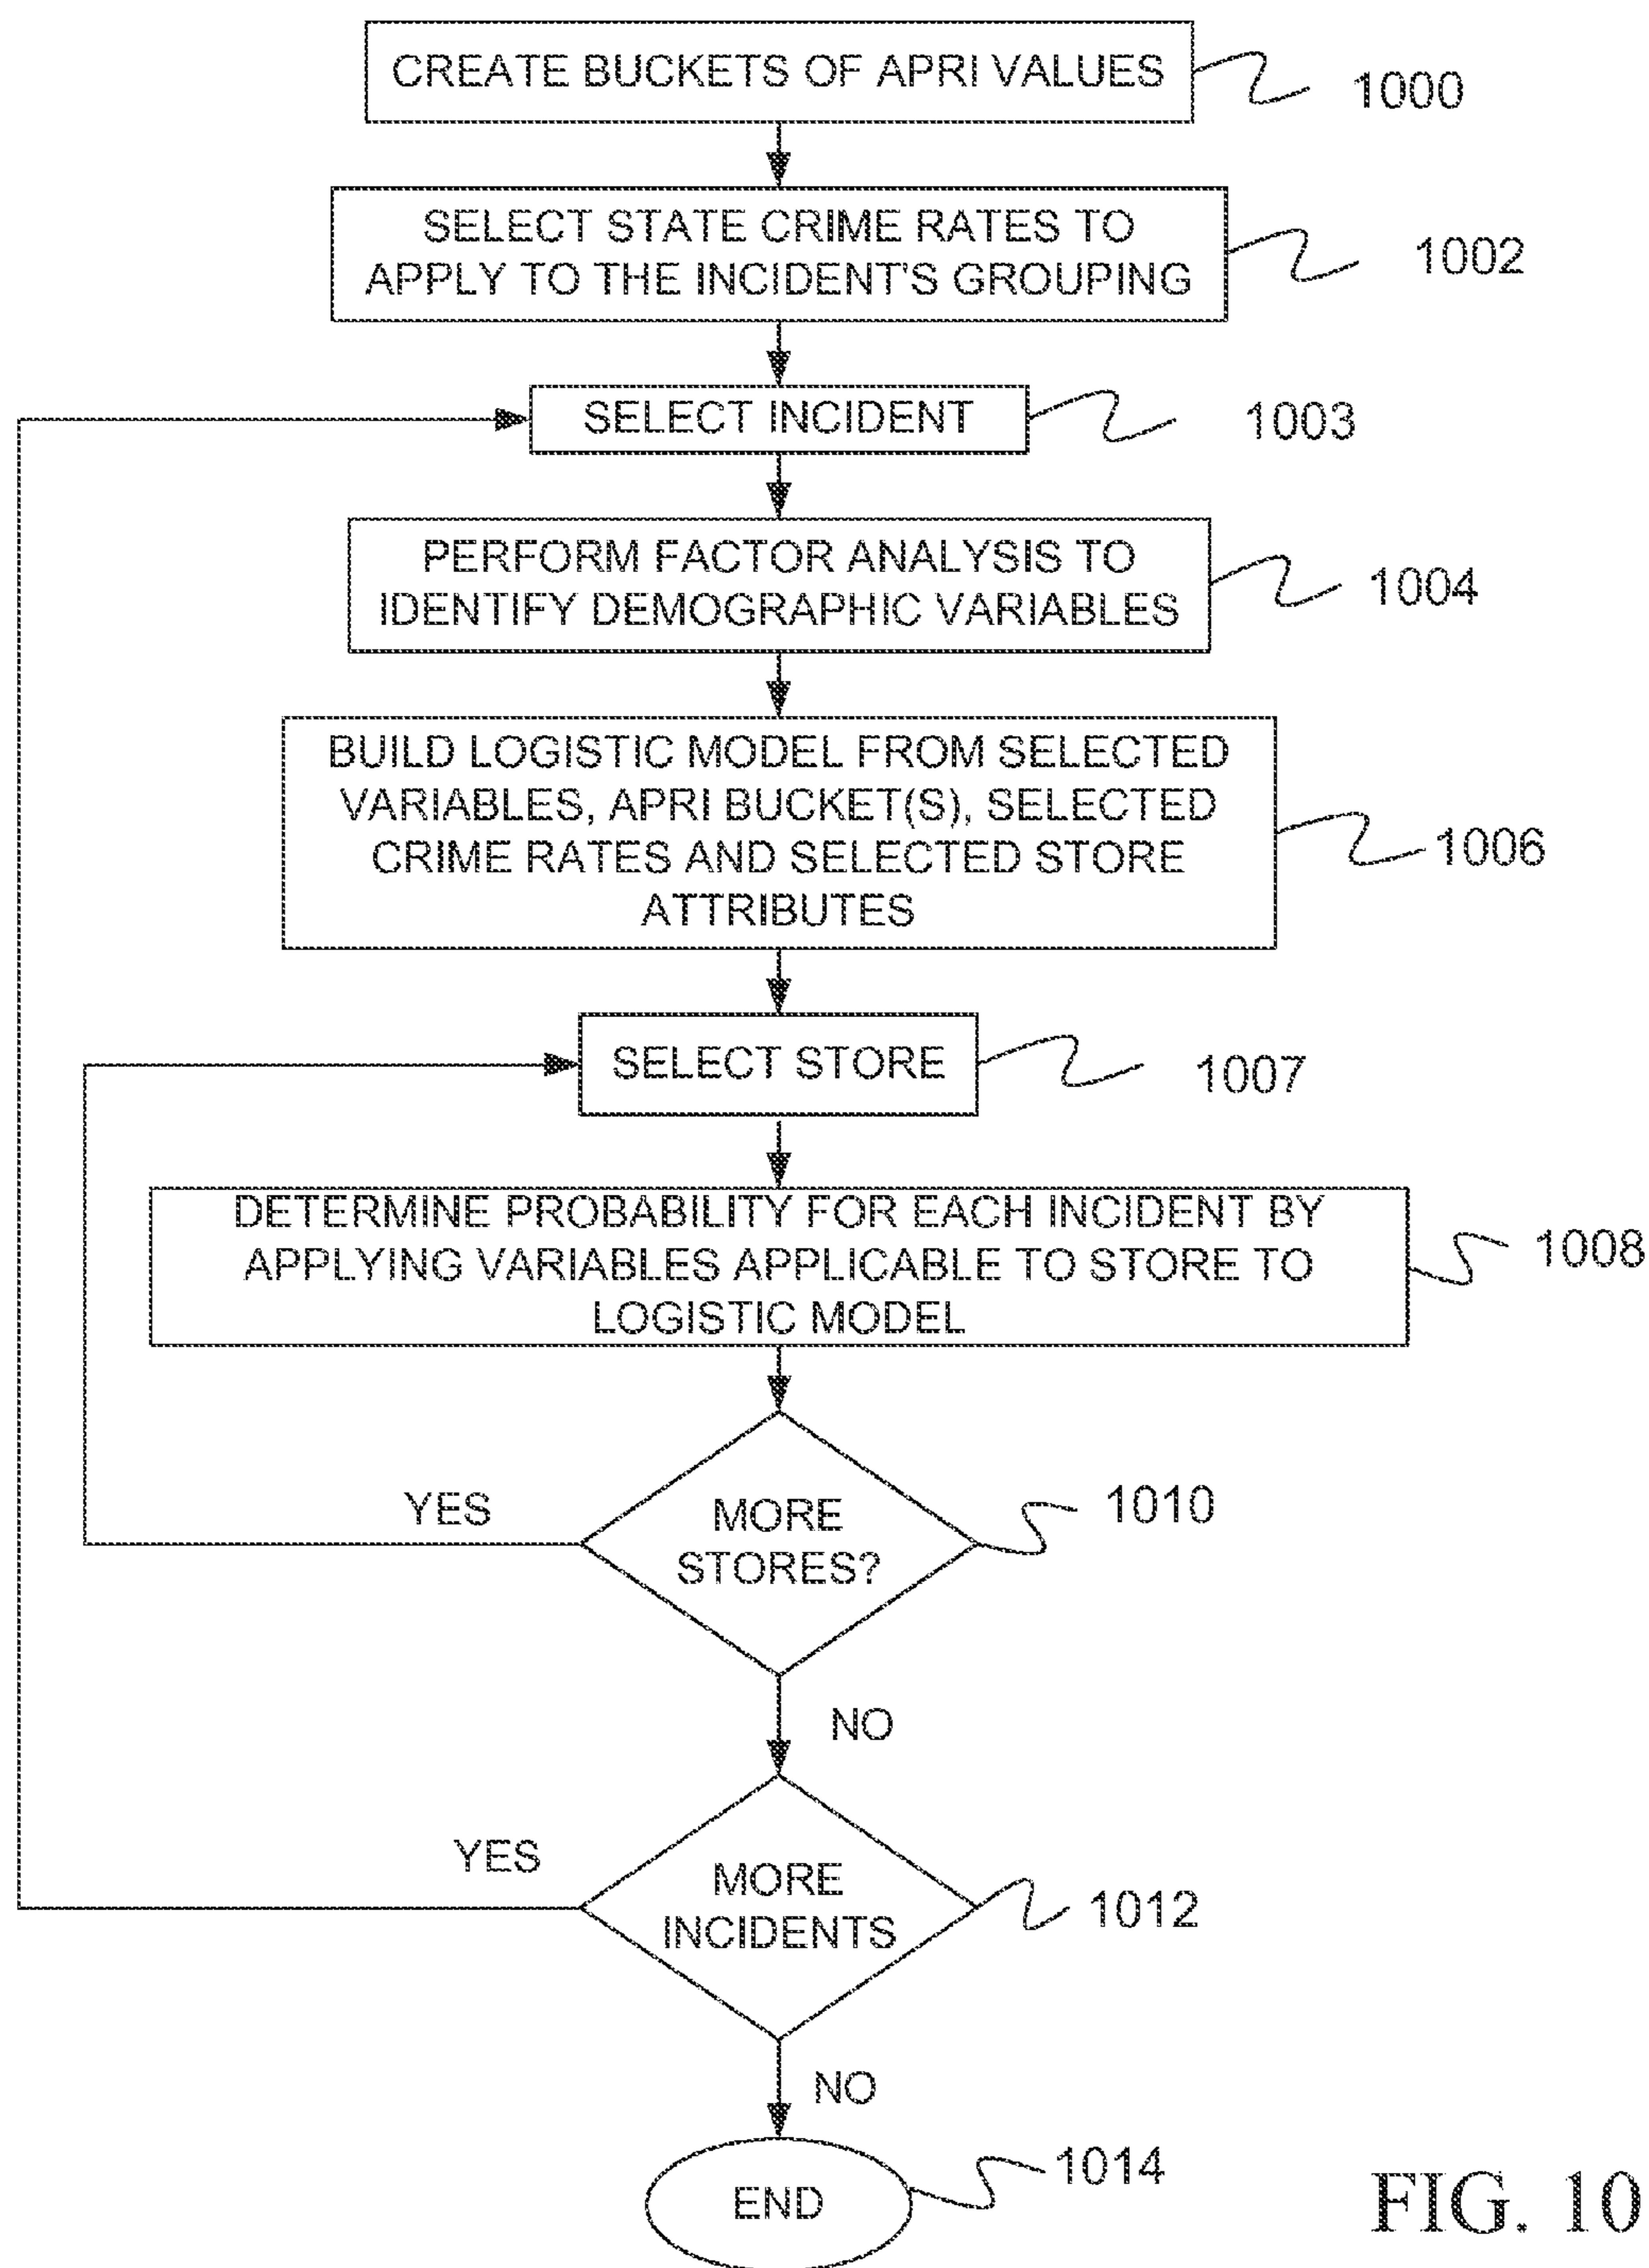 CREATE BUCKETS OF APRI VALUES
1000
SELECT STATE CRIME RATES TO
APPLY TO THE INCIDENT'S GROUPING
1002
SELECT INCIDENT
1003
PERFORM FACTOR ANALYSIS TO
IDENTIFY DEMOGRAPHIC VARIABLES
1004
BUILD LOGISTIC MODEL FROM SELECTED
VARIABLES, APRI BUCKET(S), SELECTED
CRIME RATES AND SELECTED STORE
ATTRIBUTES
1006
SELECT STORE
1007
DETERMINE PROBABILITY FOR EACH INCIDENT BY
APPLYING VARIABLES APPLICABLE TO STORE TO
LOGISTIC MODEL
1008
YES
MORE
STORES?
1010
NO
YES
MORE
INCIDENTS
1012
NO
END
1014
FIG. 10